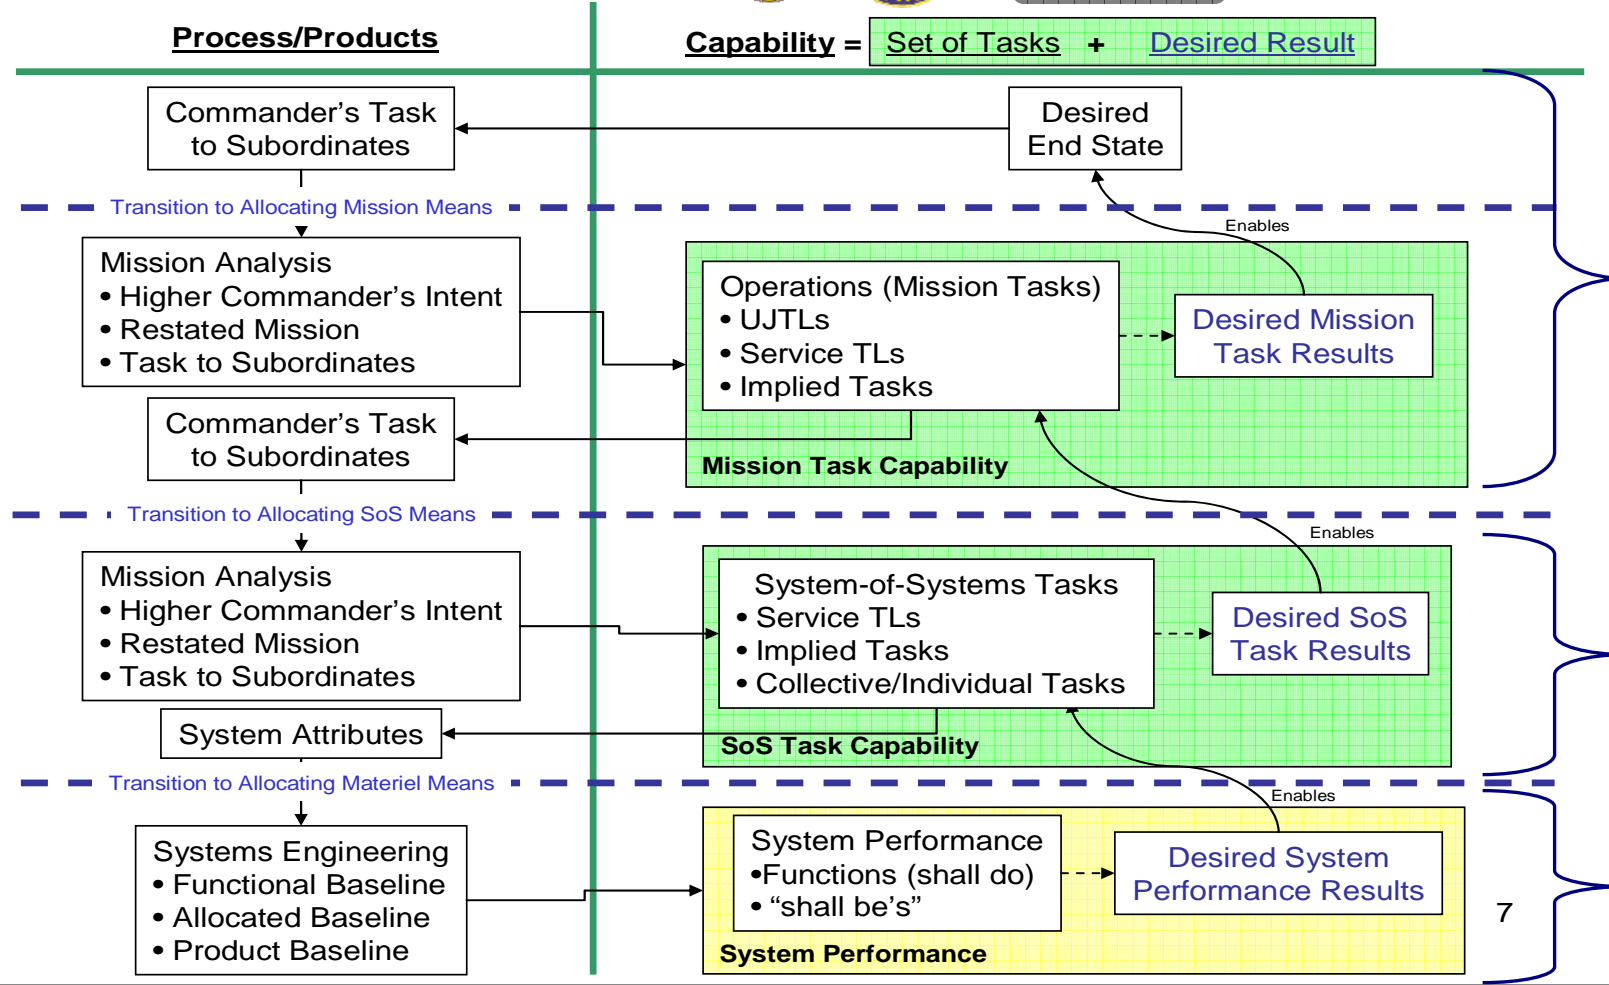 Process/Products
Capability = Set of Tasks + Desired Result
Commander’s Task
to Subordinates
Desired
End State
Transition to Allocating Mission Means
Enables
Mission Analysis
• Higher Commander’s Intent
• Restated Mission
• Task to Subordinates
Operations (Mission Tasks)
• UJTLs
• Service TLs
• Implied Tasks
Desired Mission
Task Results
Commander’s Task
to Subordinates
Mission Task Capability
Transition to Allocating SoS Means
Enables
Mission Analysis
• Higher Commander’s Intent
• Restated Mission
• Task to Subordinates
System-of-Systems Tasks
• Service TLs
• Implied Tasks
• Collective/Individual Tasks
Desired SoS
Task Results
System Attributes
SoS Task Capability
Transition to Allocating Materiel Means
Enables
Systems Engineering
• Functional Baseline
• Allocated Baseline
• Product Baseline
System Performance
•Functions (shall do)
• “shall be’s”
Desired System
Performance Results
System Performance
7